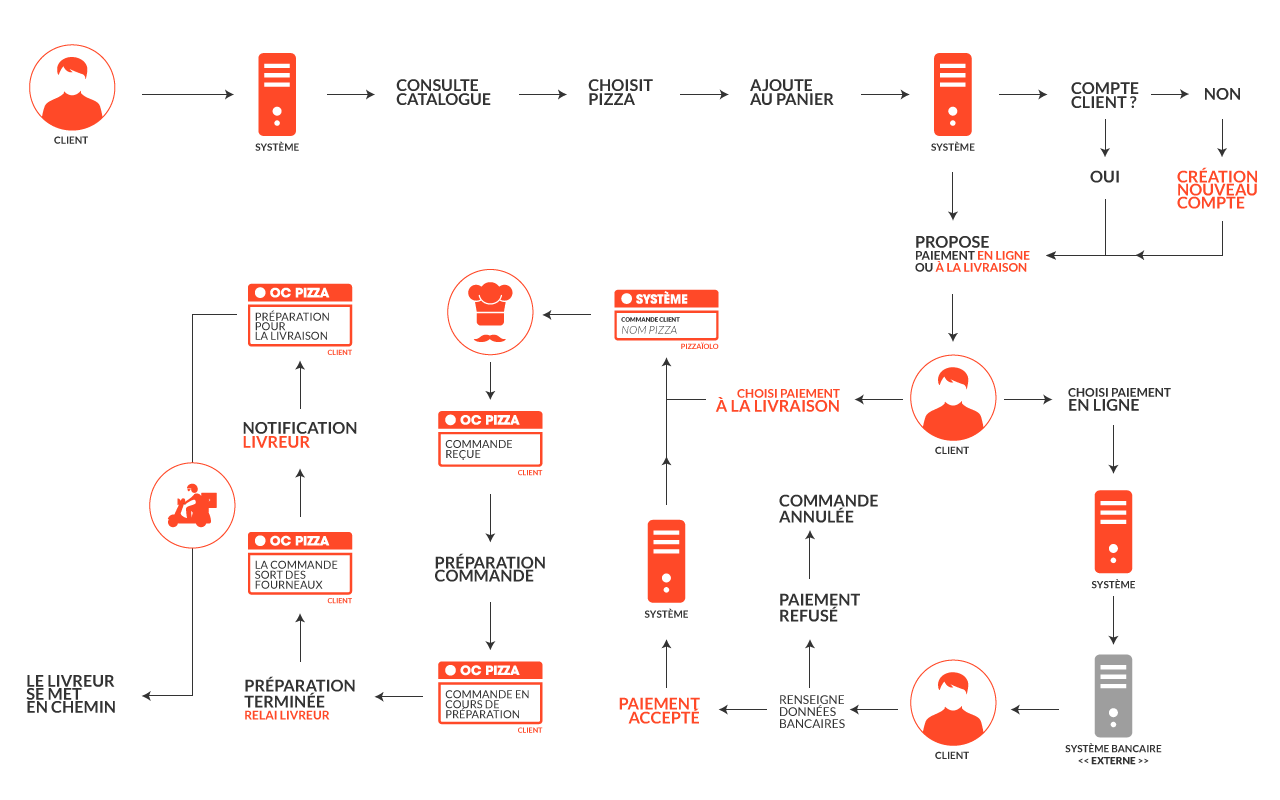 CLIENT
SYSTÈME
CONSULTE
CATALOGUE
CHOISIT
PIZZA
AJOUTE
AU PANIER
SYSTÈME
COMPTE
CLIENT ?
NON
OUI
CRÉATION
NOUVEAU
COMPTE
PROPOSE
PAIEMENT EN LIGNE
OU À LA LIVRAISON
CLIENT
CHOISI PAIEMENT
EN LIGNE
SYSTÈME
SYSTÈME BANCAIRE
<< EXTERNE >>
CLIENT
RENSEIGNE
DONNÉES
BANCAIRES
PAIEMENT
REFUSÉ
COMMANDE
ANNULÉE
PAIEMENT
ACCEPTÉ
SYSTÈME
CHOISI PAIEMENT
À LA LIVRAISON
SYSTÈME
COMMANDE CLIENT
NOM PIZZA
PIZZAÏOLO
OC PIZZA
COMMANDE
REÇUE
CLIENT
PRÉPARATION
COMMANDE
OC PIZZA
COMMANDE EN
COURS DE
PRÉPARATION
CLIENT
PRÉPARATION
TERMINÉE
RELAI LIVREUR
OC PIZZA
LA COMMANDE
SORT DES
FOURNEAUX
CLIENT
NOTIFICATION
LIVREUR
OC PIZZA
PRÉPARATION
POUR
LA LIVRAISON
CLIENT
LE LIVREUR
SE MET
EN CHEMIN